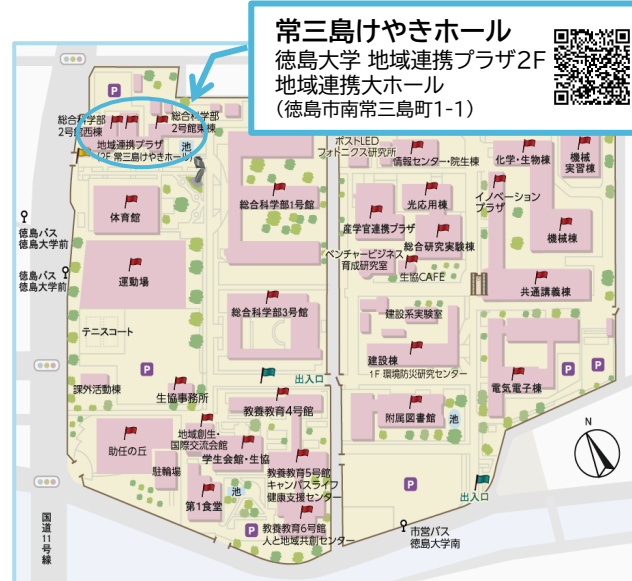 常三島けやきホール
徳島大学 地域連携プラザ2F
地域連携大ホール
(徳島市南常三島町1-1)
P
総合科学部
2号館西棟
総合科学部
2号館東棟
地域連携プラザ
(2F 常三島けやきホール)
池
ポストLED
フォトニクス研究所
情報センター・院生棟
化学・生物棟
機械
実習棟
体育館
総合科学部1号館
光応用棟
イノベーション
プラザ
産学官連携プラザ
総合研究実験棟
機械棟
徳島バス
徳島大学前
ベンチャービジネス
育成研究室
生協CAFE
徳島バス
徳島大学前
運動場
共通講義棟
総合科学部3号館
建設系実験室
テニスコート
建設棟
1F 環境防災研究センター
P
P
P
出入口
電気電子棟
課外活動棟
生協事務所
教養教育4号館
附属図書館
池
地域創生・
国際交流会館
助任の丘
学生会館・生協
駐輪場
教養教育5号館
キャンパスライフ
健康支援センター
N
池
P
出入口
第1食堂
国道11号線
P
教養教育6号館
人と地域共創センター
市営バス
徳島大学南